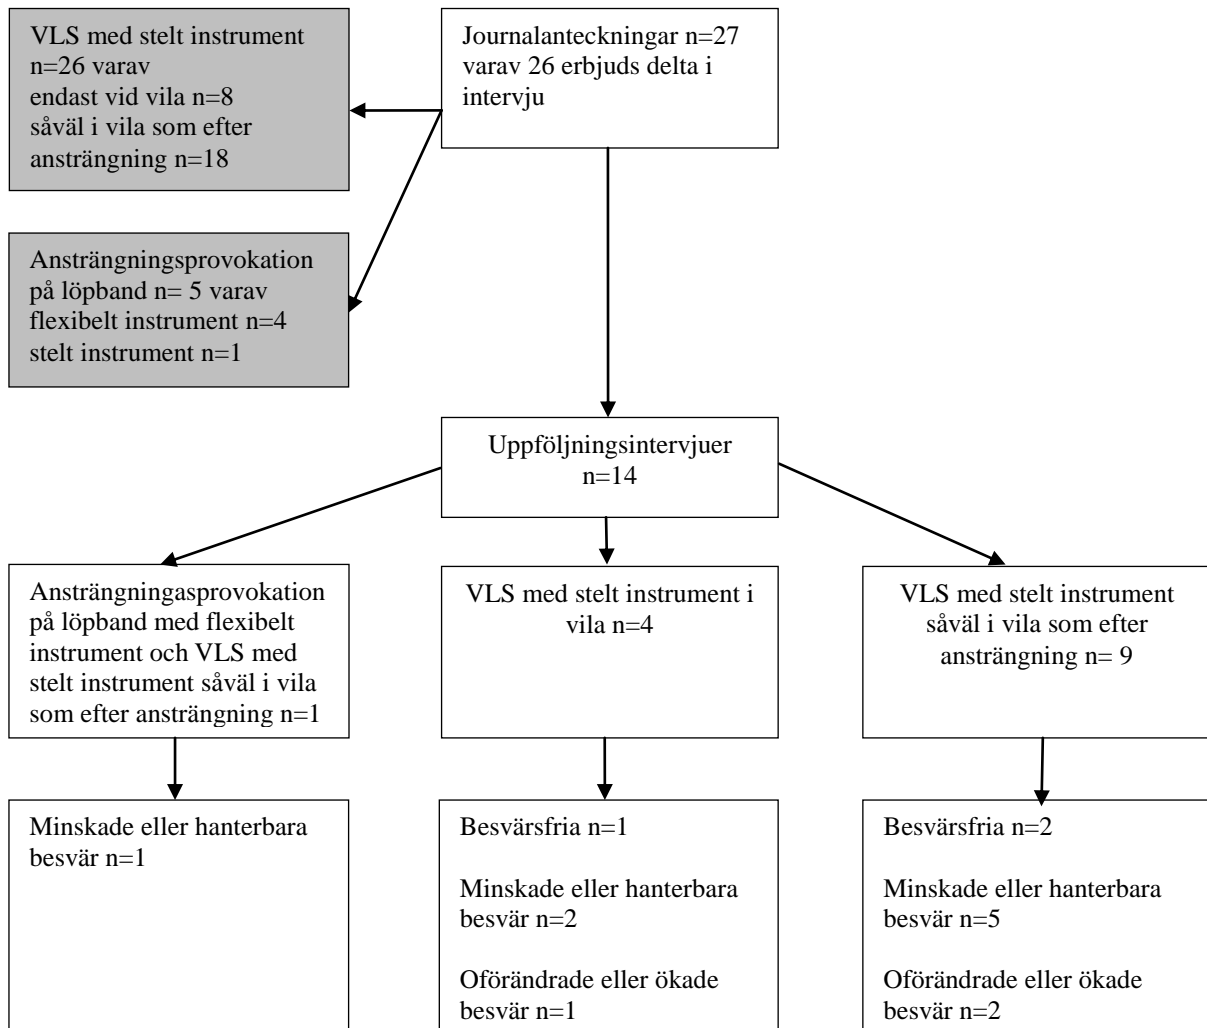 VLS med stelt instrument
n=26 varav
endast vid vila n=8
såväl i vila som efter
ansträngning n=18
Journalanteckningar n=27
varav 26 erbjuds delta i
intervju
Ansträngningsprovokation
på löpband n= 5 varav
flexibelt instrument n=4
stelt instrument n=1
Uppföljningsintervjuer
n=14
Ansträngningasprovokation
på löpband med flexibelt
instrument och VLS med
stelt instrument såväl i vila
som efter ansträngning n=1
VLS med stelt instrument i
vila n=4
VLS med stelt instrument
såväl i vila som efter
ansträngning n= 9
Minskade eller hanterbara
besvär n=1
Besvärsfria n=1
Minskade eller hanterbara
besvär n=2
Oförändrade eller ökade
besvär n=1
Besvärsfria n=2
Minskade eller hanterbara
besvär n=5
Oförändrade eller ökade
besvär n=2